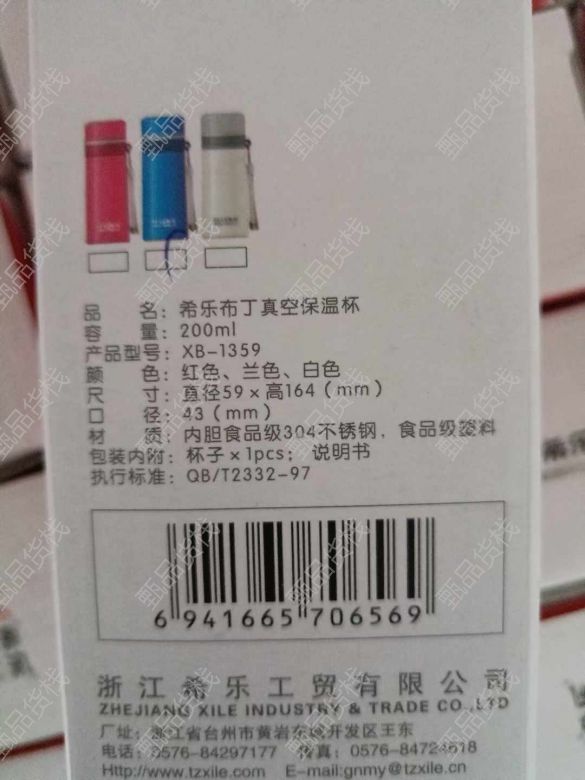 品 名：希乐布丁真空保温杯
容 量：200ml
产品型号：XB-1359
颜 色：红色、兰色、白色
尺 寸：直径59×高164（mm）
口 径：43（mm）
材 质：内胆食品级304不锈钢，食品级塑料
包装内附：杯子×1pcs；说明书
执行标准：QB/T2332-97
6 941665 706569
浙江希乐工贸有限公司
ZHEJIANG XILE INDUSTRY & TRADE CO.,LTD
厂址：浙江省台州市黄岩东城开发区王东
电话：0576-84297177 传真：0576-84724618
Http://www.tzxile.com E-mail:gnmy@tzxile.cn
甄品货栈